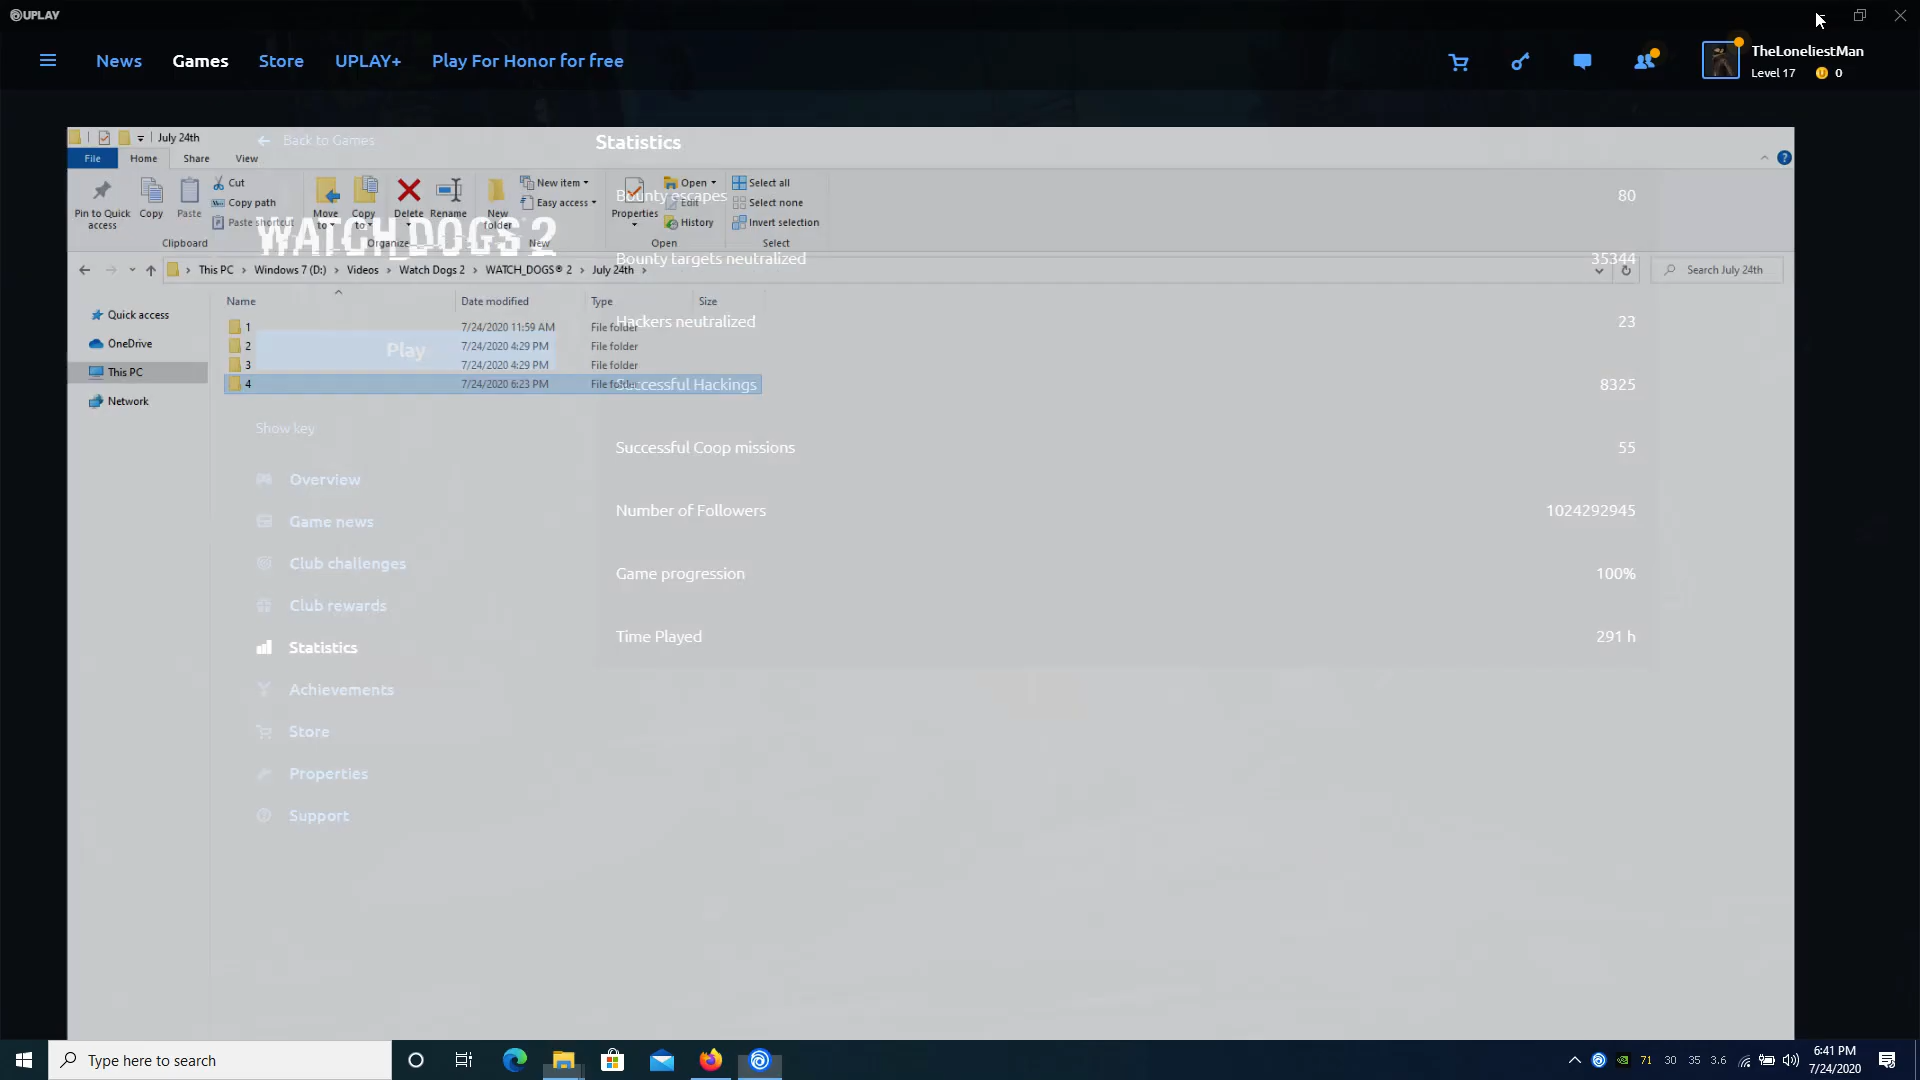 UPLAY
News Games Store UPLAY+ Play For Honor for free
TheLoneliestMan
Level 17 0
July 24th
Back to Games
Statistics
File Home Share View
Pin to Quick access
Copy
Paste
Cut
Copy path
Paste shortcut
Clipboard
Move to
Copy to
Delete
Rename
Organize
New folder
New item
Easy access
New
Properties
Open
Edit
History
Open
Select all
Select none
Invert selection
Select
WATCH_DOGS 2
Bounty escapes 80
Bounty targets neutralized 35344
This PC Windows 7 (D:) Videos Watch Dogs 2 WATCH_DOGS® 2 July 24th
Search July 24th
Quick access
OneDrive
This PC
Network
Name Date modified Type Size
1 7/24/2020 11:59 AM File folder
2 7/24/2020 4:29 PM File folder
3 7/24/2020 4:29 PM File folder
4 7/24/2020 6:23 PM File folder
Play
Hackers neutralized 23
Successful Hackings 8325
Successful Coop missions 55
Number of Followers 1024292945
Game progression 100%
Time Played 291 h
Show key
Overview
Game news
Club challenges
Club rewards
Statistics
Achievements
Store
Properties
Support
Type here to search
71 30 35 3.6
6:41 PM
7/24/2020